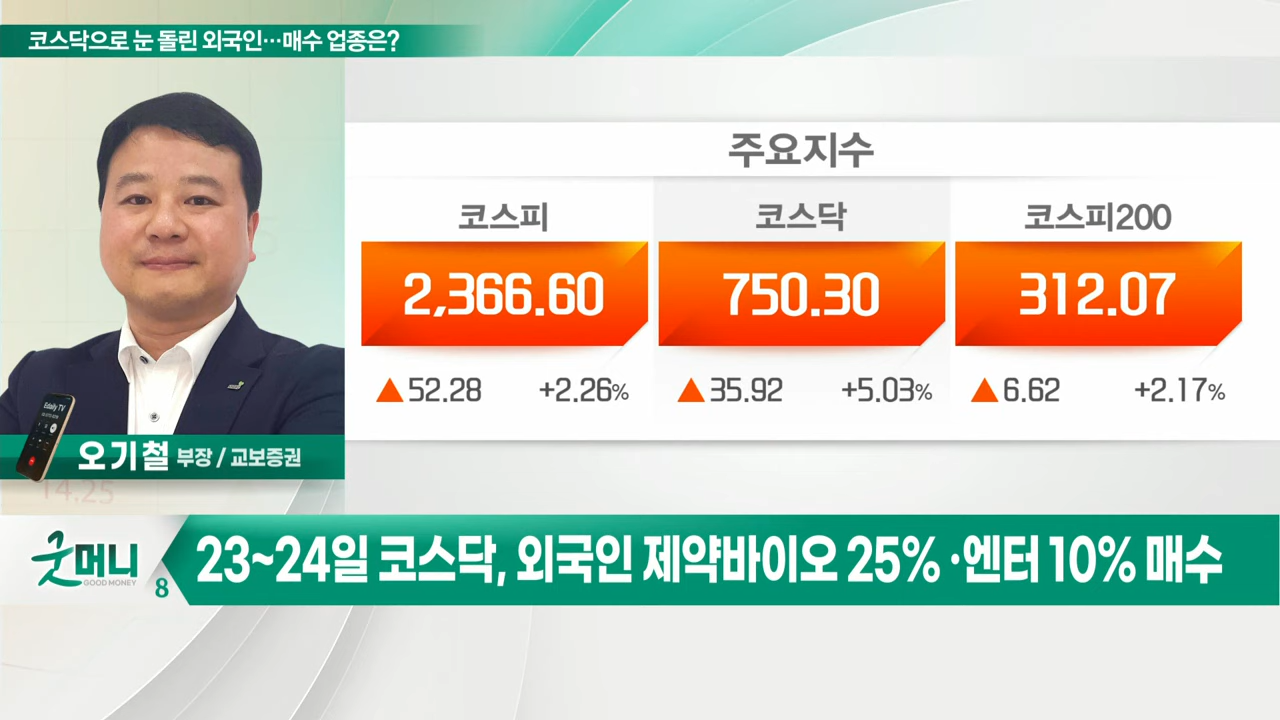 코스닥으로 눈 돌린 외국인…매수 업종은?
주요지수
코스피 코스닥 코스피200
2,366.60 750.30 312.07
▲52.28 +2.26% ▲35.92 +5.03% ▲6.62 +2.17%
Edaily TV
오기철 부장 / 교보증권
14.25
굿머니
GOOD MONEY
8
23~24일 코스닥, 외국인 제약바이오 25%·엔터 10% 매수